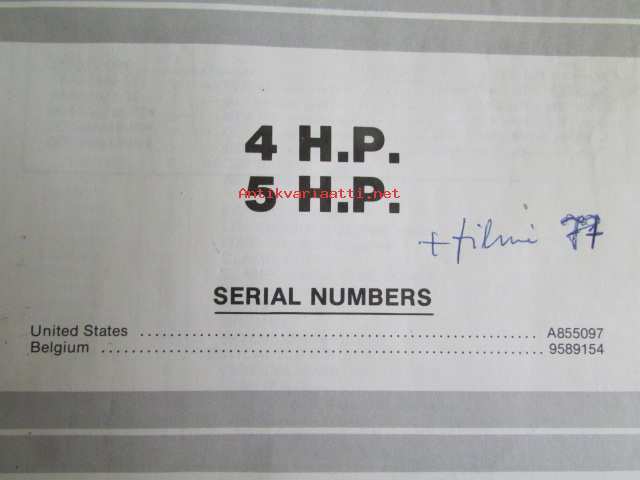 4 H.P.
Antikvariaatti.net
5 H.P.
+ filmi 77
SERIAL NUMBERS
United States ........ A855097
Belgium ........ 9589154